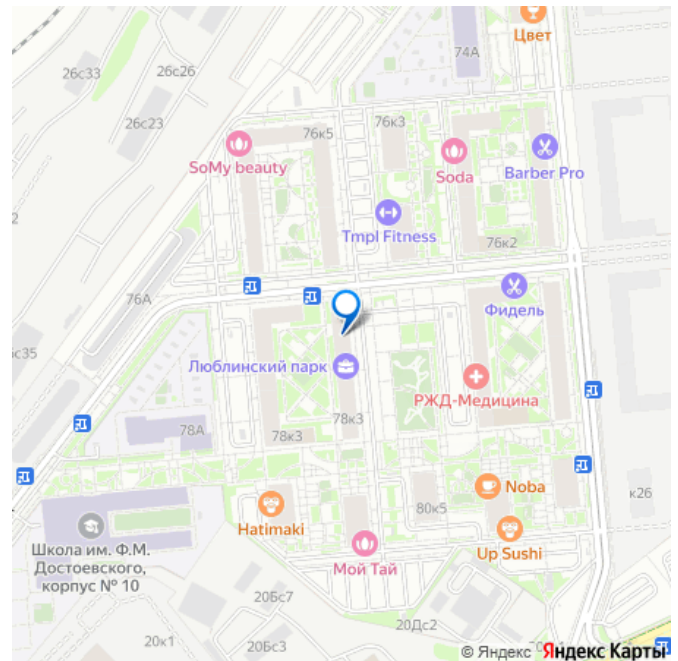 Цвет
74А
26с33
26с26
26с23
76к5
76к3
SoMy beauty
Soda
Barber Pro
Tmpl Fitness
76к2
76А
Фидель
с35
Люблинский парк
РЖД-Медицина
78А
78к3
78к3
Noba
к26
80к5
Hatimaki
Up Sushi
Школа им. Ф.М.
Достоевского,
корпус № 10
Мой Тай
20Бс7
20Дс2
20к1
20Бс3
© Яндекс Яндекс Карты